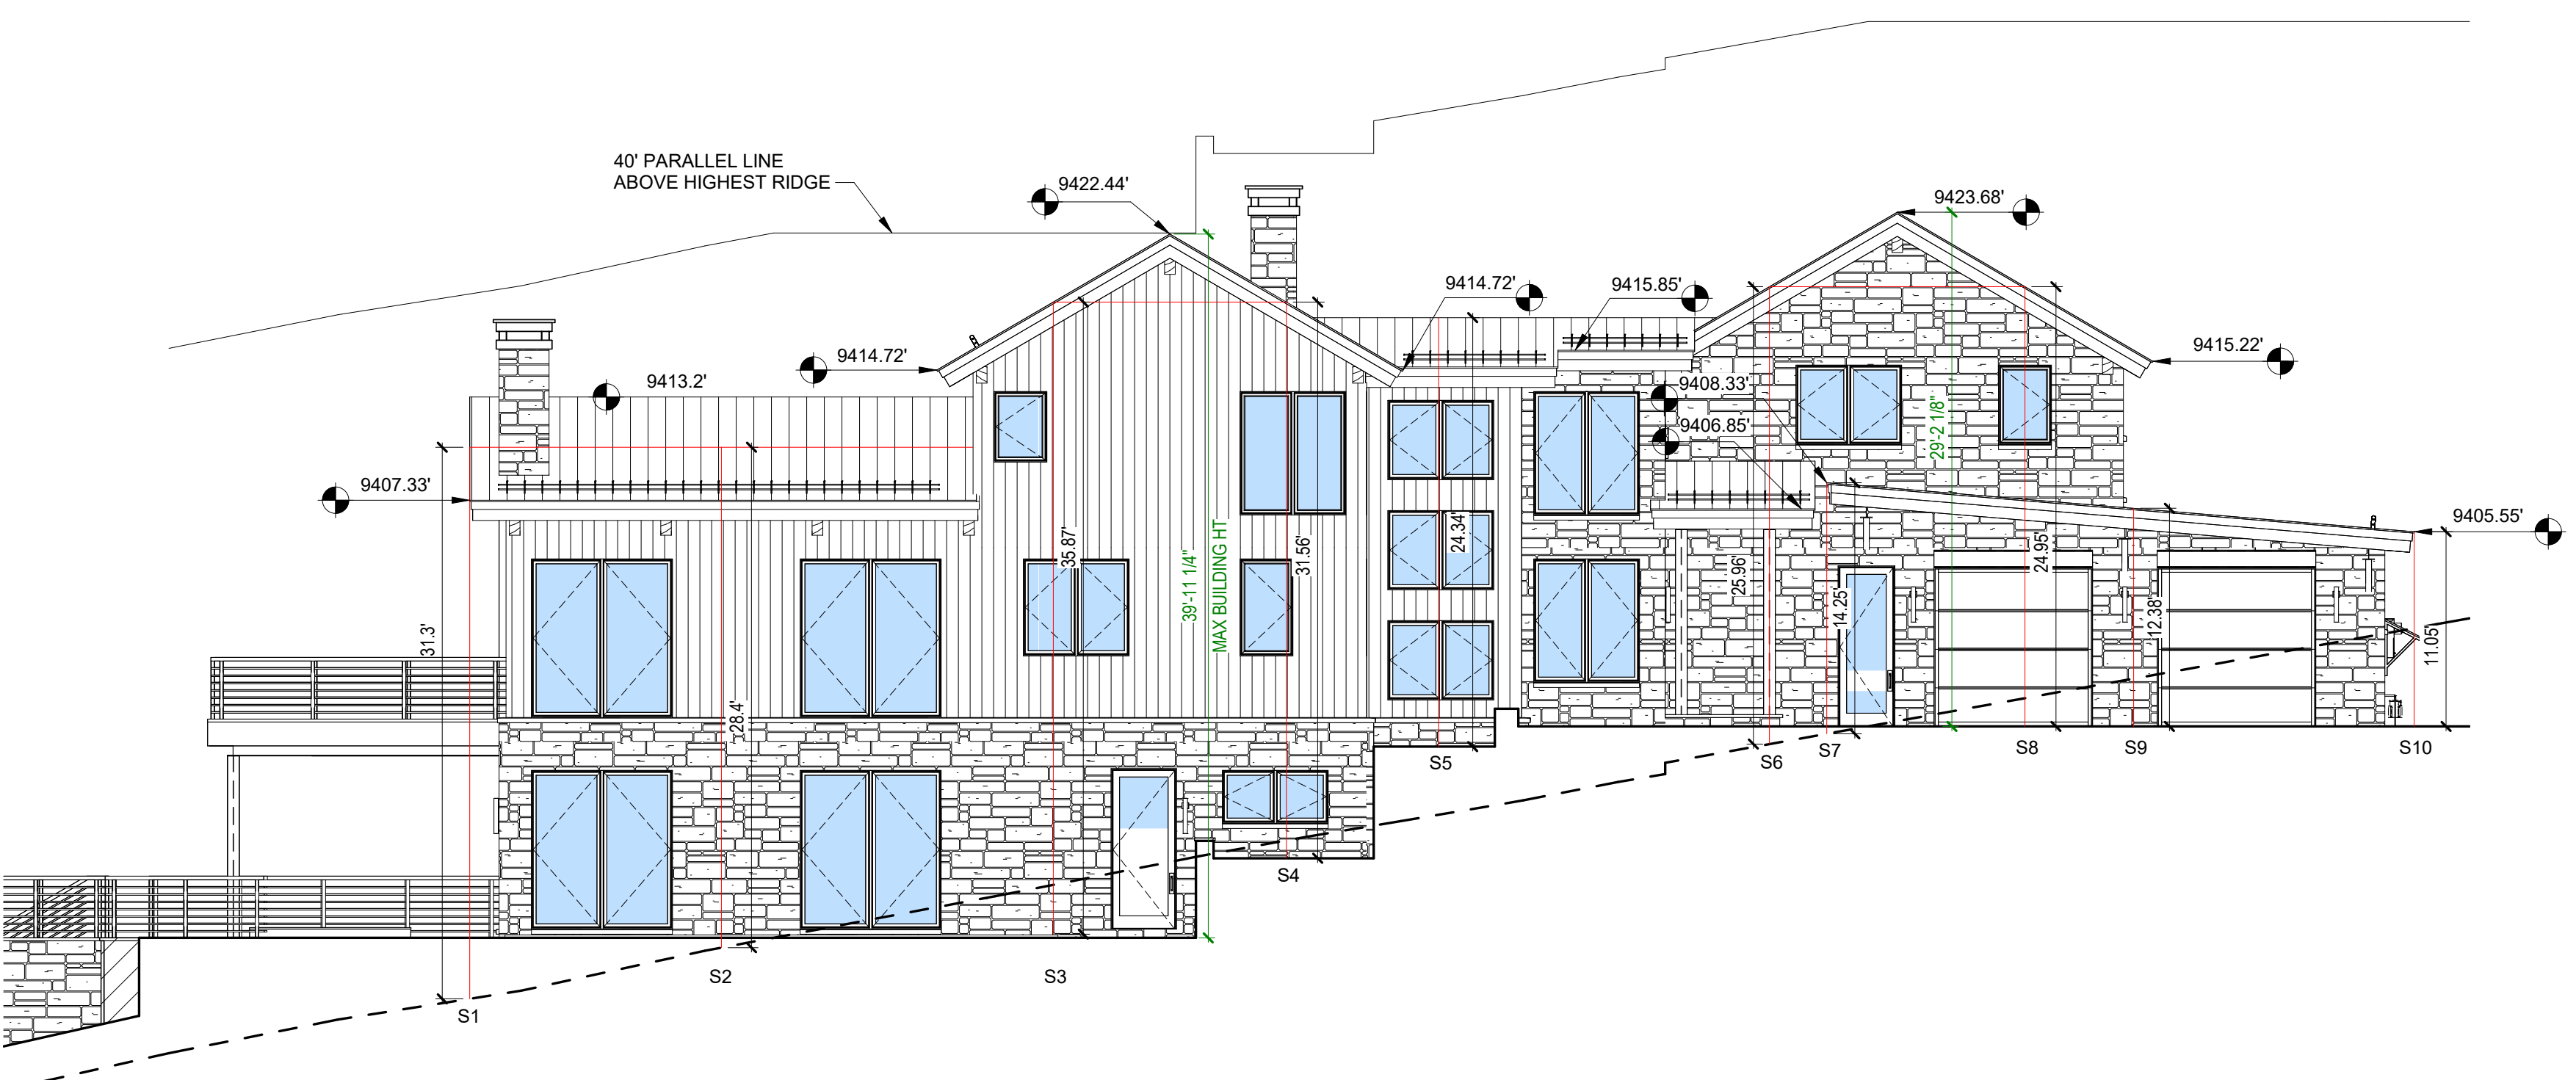 40' PARALLEL LINE
ABOVE HIGHEST RIDGE
9422.44'
9423.68'
9414.72'
9415.85'
9414.72'
9415.22'
9413.2'
9408.33'
9406.85'
9407.33'
9405.55'
31.3'
28.4'
35.87'
39'-11 1/4"
MAX BUILDING HT
31.56'
24.34'
25.96'
14.25'
29'-2 1/8"
24.95'
12.38'
11.05'
S1
S2
S3
S4
S5
S6
S7
S8
S9
S10